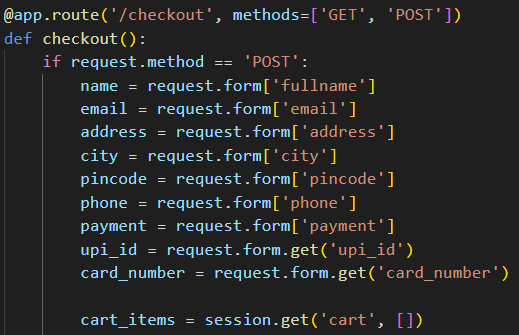 @app.route('/checkout', methods=['GET', 'POST'])
def checkout():
    if request.method == 'POST':
        name = request.form['fullname']
        email = request.form['email']
        address = request.form['address']
        city = request.form['city']
        pincode = request.form['pincode']
        phone = request.form['phone']
        payment = request.form['payment']
        upi_id = request.form.get('upi_id')
        card_number = request.form.get('card_number')

        cart_items = session.get('cart', [])